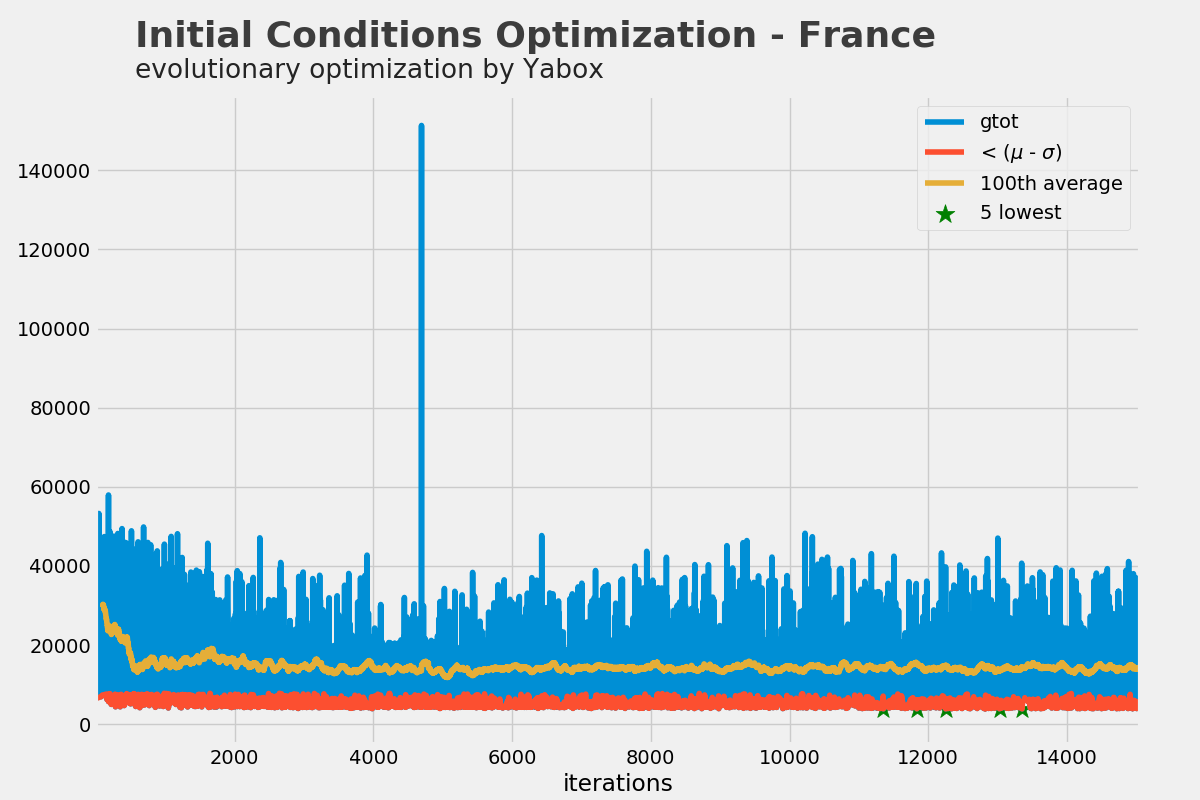 Initial Conditions Optimization - France
evolutionary optimization by Yabox
gtot
< (μ - σ)
100th average
5 lowest
140000
120000
100000
80000
60000
40000
20000
0
2000 4000 6000 8000 10000 12000 14000
iterations